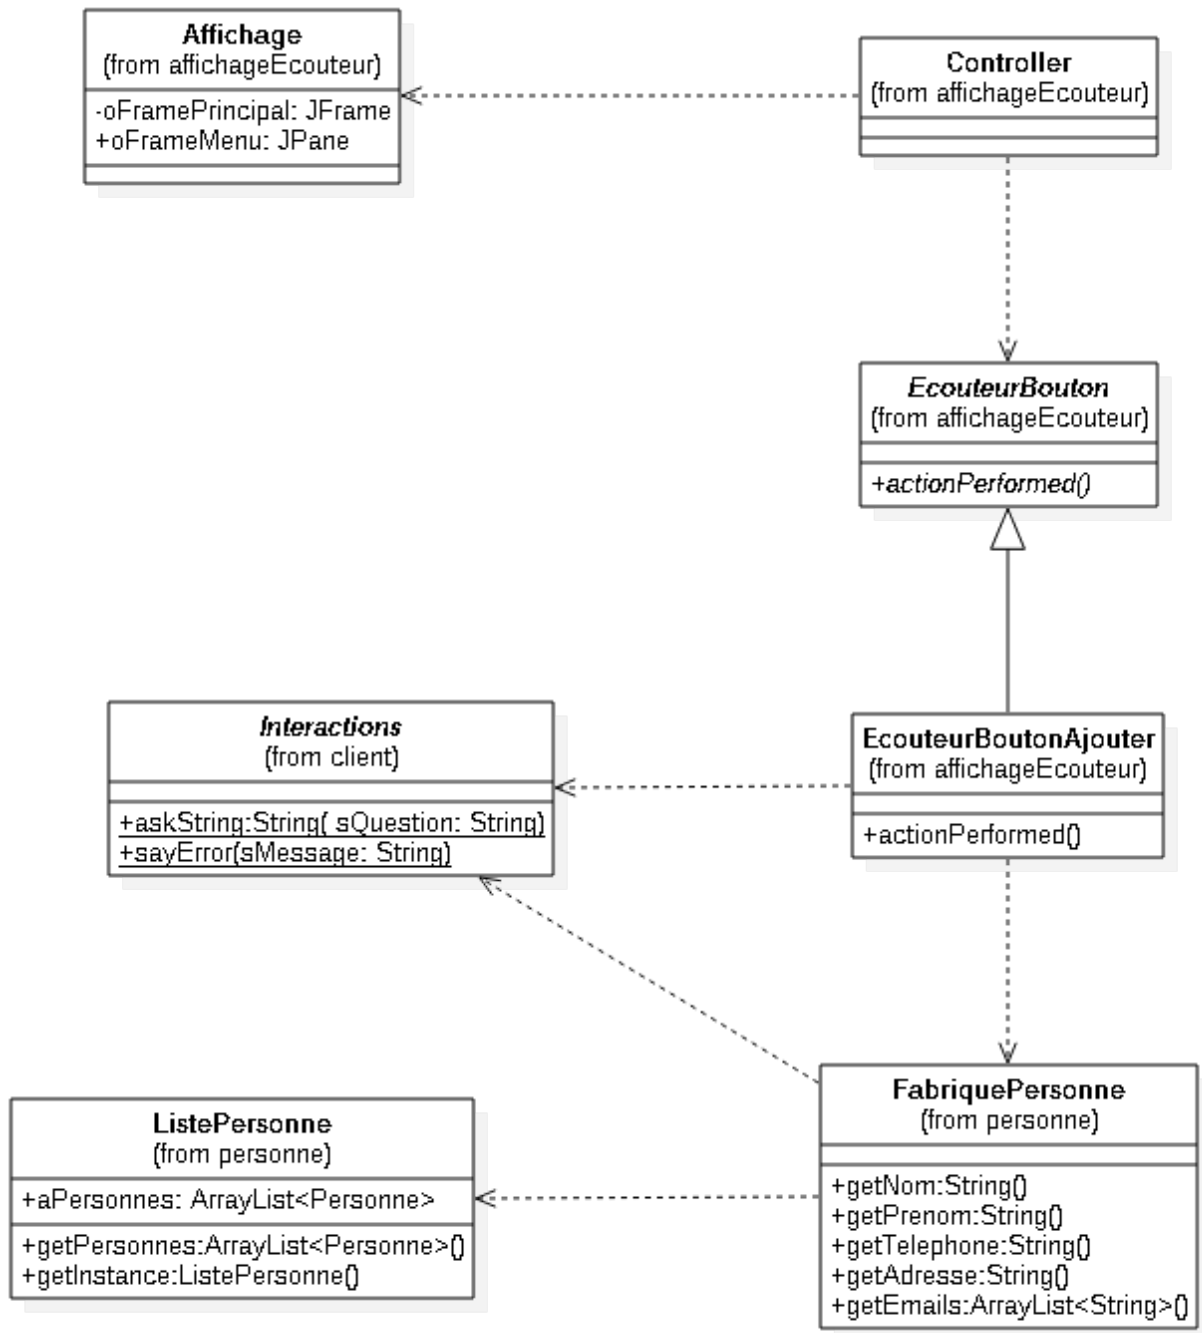 Affichage
(from affichageEcouteur)
-oFramePrincipal: JFrame
+oFrameMenu: JPane
Controller
(from affichageEcouteur)
EcouteurBouton
(from affichageEcouteur)
+actionPerformed()
Interactions
(from client)
+askString:String( sQuestion: String)
+sayError(sMessage: String)
EcouteurBoutonAjouter
(from affichageEcouteur)
+actionPerformed()
ListePersonne
(from personne)
+aPersonnes: ArrayList<Personne>
+getPersonnes:ArrayList<Personne>()
+getInstance:ListePersonne()
FabriquePersonne
(from personne)
+getNom:String()
+getPrenom:String()
+getTelephone:String()
+getAdresse:String()
+getEmails:ArrayList<String>()